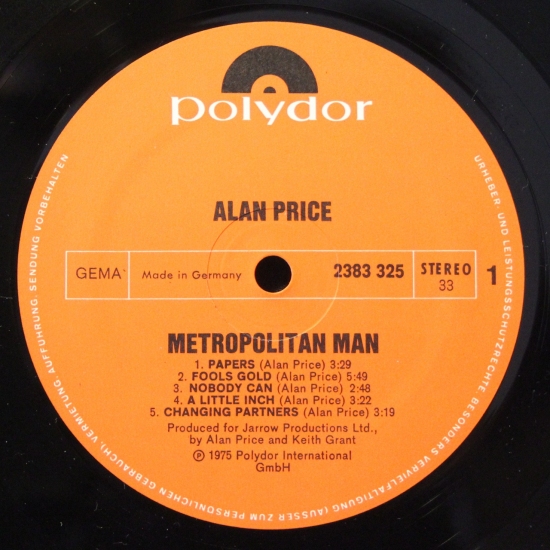 polydor
ALAN PRICE
GEMA
Made in Germany
2383 325
STEREO
33
1
METROPOLITAN MAN
1. PAPERS (Alan Price) 3:29
2. FOOLS GOLD (Alan Price) 5:49
3. NOBODY CAN (Alan Price) 2:48
4. A LITTLE INCH (Alan Price) 3:22
5. CHANGING PARTNERS (Alan Price) 3:19
Produced for Jarrow Productions Ltd.,
by Alan Price and Keith Grant
℗ 1975 Polydor International
GmbH
URHEBER- UND LEISTUNGSSCHUTZRECHTE, BESONDERS VERVIELFÄLTIGUNG (AUSSER ZUM PERSÖNLICHEN GEBRAUCH), VERMIETUNG, AUFFÜHRUNG, SENDUNG VORBEHALTEN